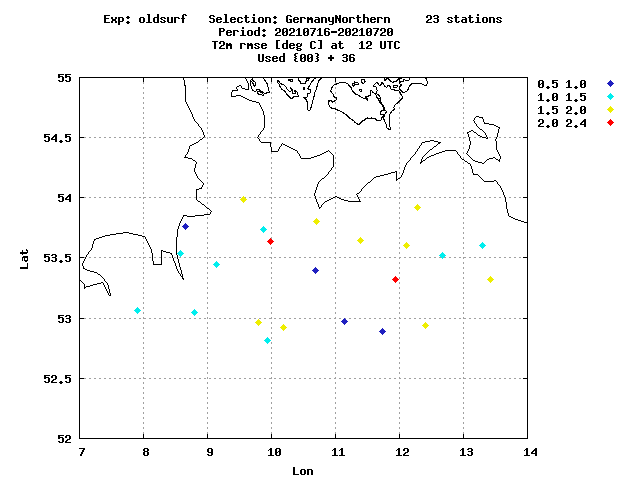 Exp: oldsurf   Selection: GermanyNorthern     23 stations
Period: 20210716-20210720
T2m rmse [deg C] at  12 UTC
Used {00} + 36
0.5 1.0
1.0 1.5
1.5 2.0
2.0 2.4
55
54.5
54
53.5
53
52.5
52
Lat
7 8 9 10 11 12 13 14
Lon